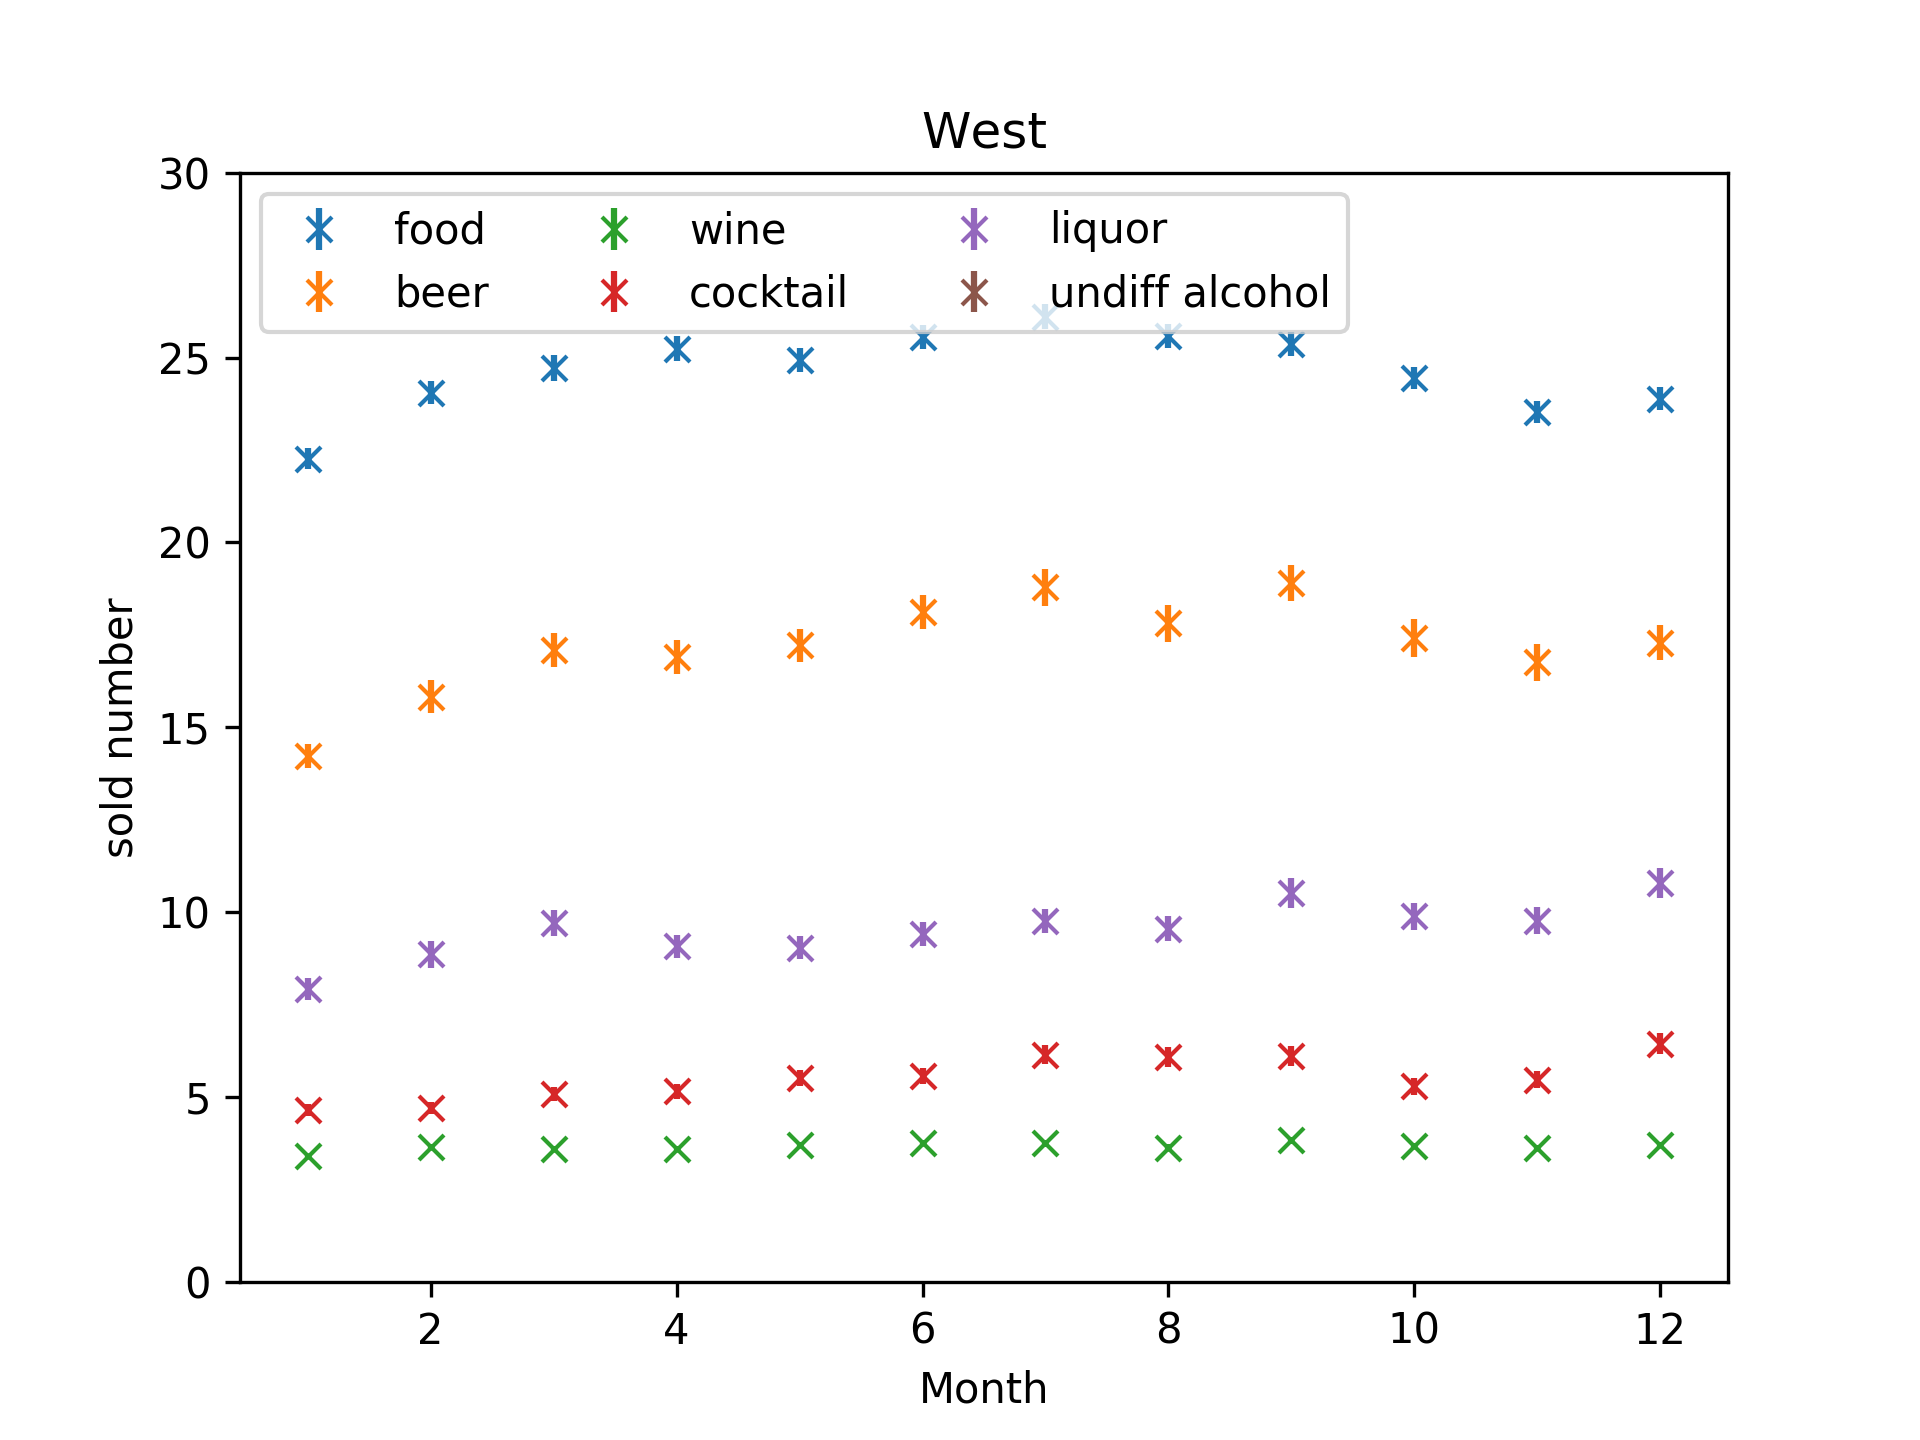 West
30
food
wine
liquor
beer
cocktail
undiff alcohol
25
20
15
10
5
0
sold number
2 4 6 8 10 12
Month